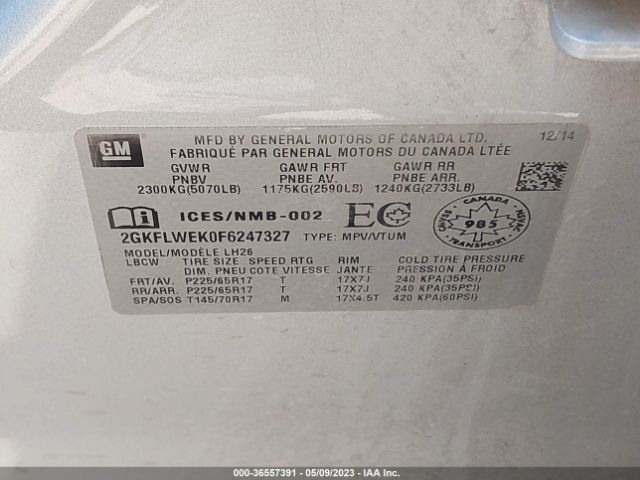 GM
MFD BY GENERAL MOTORS OF CANADA LTD. 12/14
FABRIQUÉ PAR GENERAL MOTORS DU CANADA LTÉE
GVWR GAWR FRT GAWR RR
PNBV PNBE AV. PNBE ARR.
2300KG(5070LB) 1175KG(2590LB) 1240KG(2733LB)
ICES/NMB-002 EC CANADA 985
2GKFLWEK0F6247327 TYPE: MPV/VTUM
MODEL/MODÈLE LH26
LBCW TIRE SIZE SPEED RTG RIM COLD TIRE PRESSURE
DIM. PNEU COTE VITESSE JANTE PRESSION À FROID
FRT/AV. P225/65R17 T 17X7J 240 KPA(35PSI)
RR/ARR. P225/65R17 T 17X7J 240 KPA(35PSI)
SPA/SOS T145/70R17 M 17X4.5T 420 KPA(60PSI)
000-36557391 - 05/09/2023 - IAA Inc.